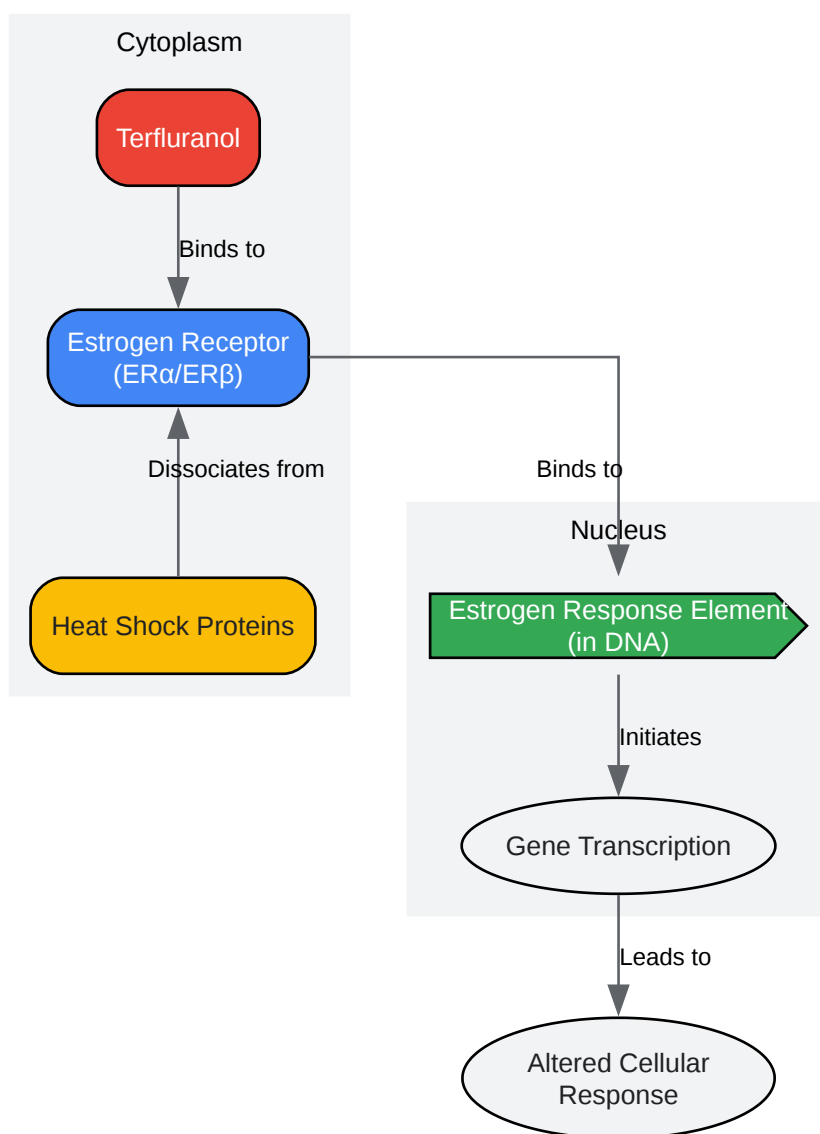 Cytoplasm
Terfluranol
Binds to
Estrogen Receptor
(ERα/ERβ)
Dissociates from
Heat Shock Proteins
Binds to
Nucleus
Estrogen Response Element
(in DNA)
Initiates
Gene Transcription
Leads to
Altered Cellular
Response